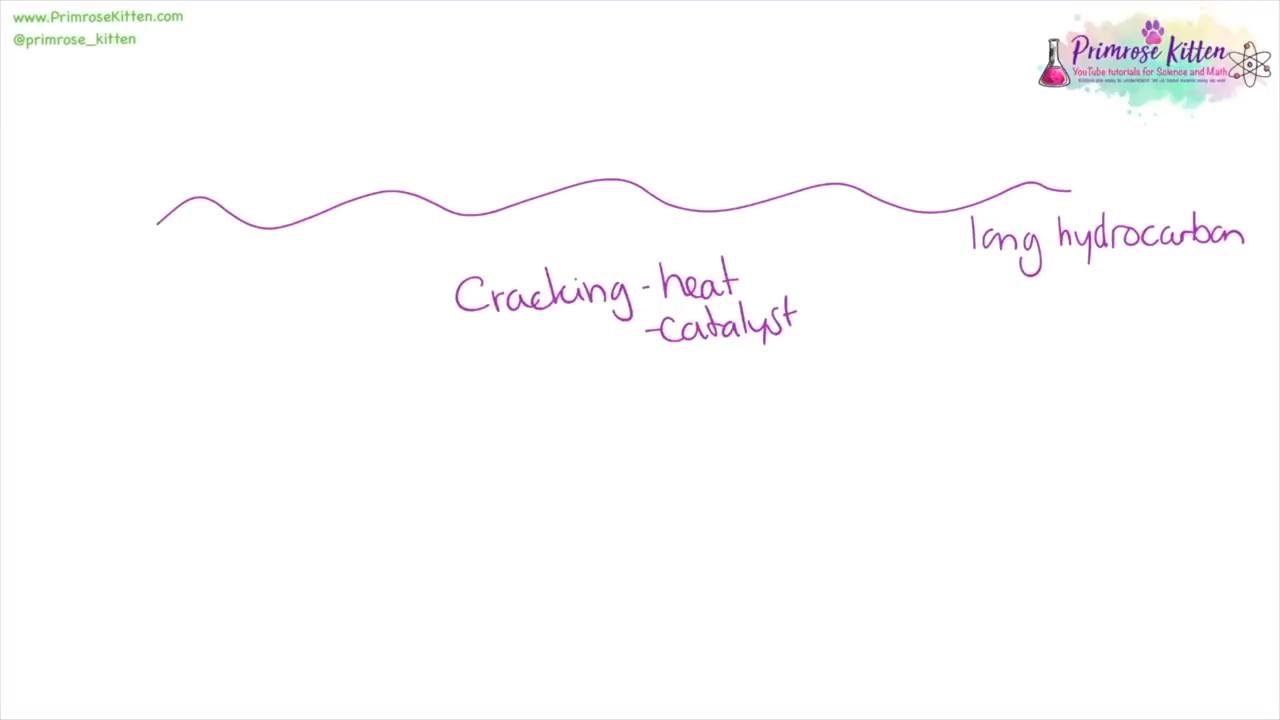 www.PrimroseKitten.com
@primrose_kitten
Primrose Kitten
YouTube tutorials for Science and Math
long hydrocarbon
Cracking - heat
- catalyst